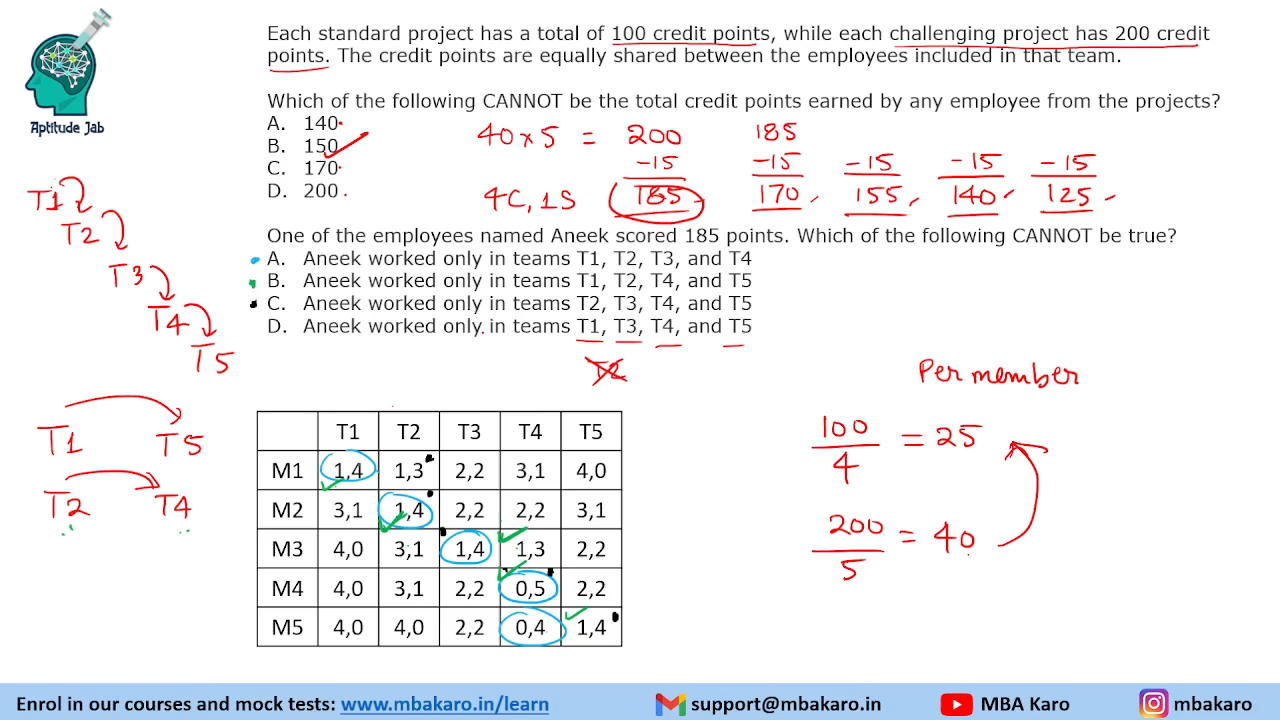 Each standard project has a total of 100 credit points, while each challenging project has 200 credit
points. The credit points are equally shared between the employees included in that team.
Aptitude Jab
Which of the following CANNOT be the total credit points earned by any employee from the projects?
A. 140
B. 150
C. 170
D. 200
40 x 5 = 200 185
-15 -15 -15 -15 -15
4C, 1S 185 170 155 140 125
T1
T2
T3
T4
T5
One of the employees named Aneek scored 185 points. Which of the following CANNOT be true?
A. Aneek worked only in teams T1, T2, T3, and T4
B. Aneek worked only in teams T1, T2, T4, and T5
C. Aneek worked only in teams T2, T3, T4, and T5
D. Aneek worked only in teams T1, T3, T4, and T5
T2
Per member
100
4
= 25
200
5
= 40
T1 T5
T2 T4
T1 T2 T3 T4 T5
M1 1,4 1,3 2,2 3,1 4,0
M2 3,1 1,4 2,2 2,2 3,1
M3 4,0 3,1 1,4 1,3 2,2
M4 4,0 3,1 2,2 0,5 2,2
M5 4,0 4,0 2,2 0,4 1,4
Enrol in our courses and mock tests: www.mbakaro.in/learn support@mbakaro.in MBA Karo mbakaro